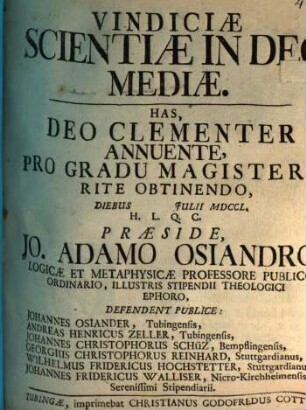 VINDICIÆ
SCIENTIÆ IN DEO
MEDIÆ.
HAS,
DEO CLEMENTER
ANNUENTE,
PRO GRADU MAGISTER
RITE OBTINENDO,
DIEBUS JULII MDCCL,
H. L. Q. C.
PRÆSIDE,
JO. ADAMO OSIANDRO
LOGICÆ ET METAPHYSICÆ PROFESSORE PUBLICO
ORDINARIO, ILLUSTRIS STIPENDII THEOLOGICI
EPHORO,
DEFENDENT PUBLICE:
JOHANNES OSIANDER, Tubingensis,
ANDREAS HENRICUS ZELLER, Tubingensis,
JOHANNES CHRISTOPHORUS SCHÜZ, Bempflingensis,
GEORGIUS CHRISTOPHORUS REINHARD, Stuttgardianus,
WILHELMUS FRIDERICUS HOCHSTETTER, Stuttgardianus,
JOHANNES FRIDERICUS WALLISER, Nicro-Kirchheimensis,
Serenissimi Stipendiarii.
TUBINGÆ, imprimebat CHRISTIANUS GODOFREDUS COTT